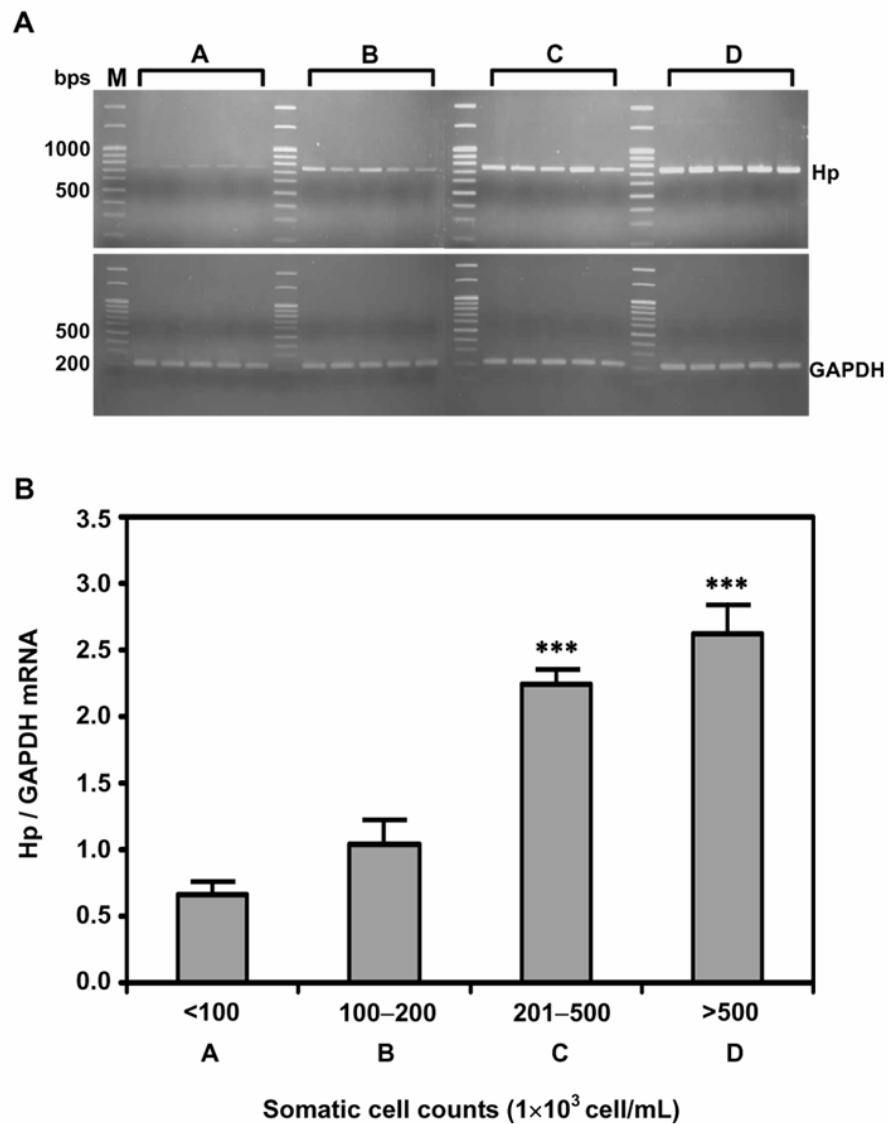 A
A B C D
bps M
1000
500
Hp
500
200
GAPDH
B
3.5
3.0
2.5
2.0
1.5
1.0
0.5
0.0
Hp / GAPDH mRNA
*** ***
<100 100–200 201–500 >500
A B C D
Somatic cell counts (1×10³ cell/mL)